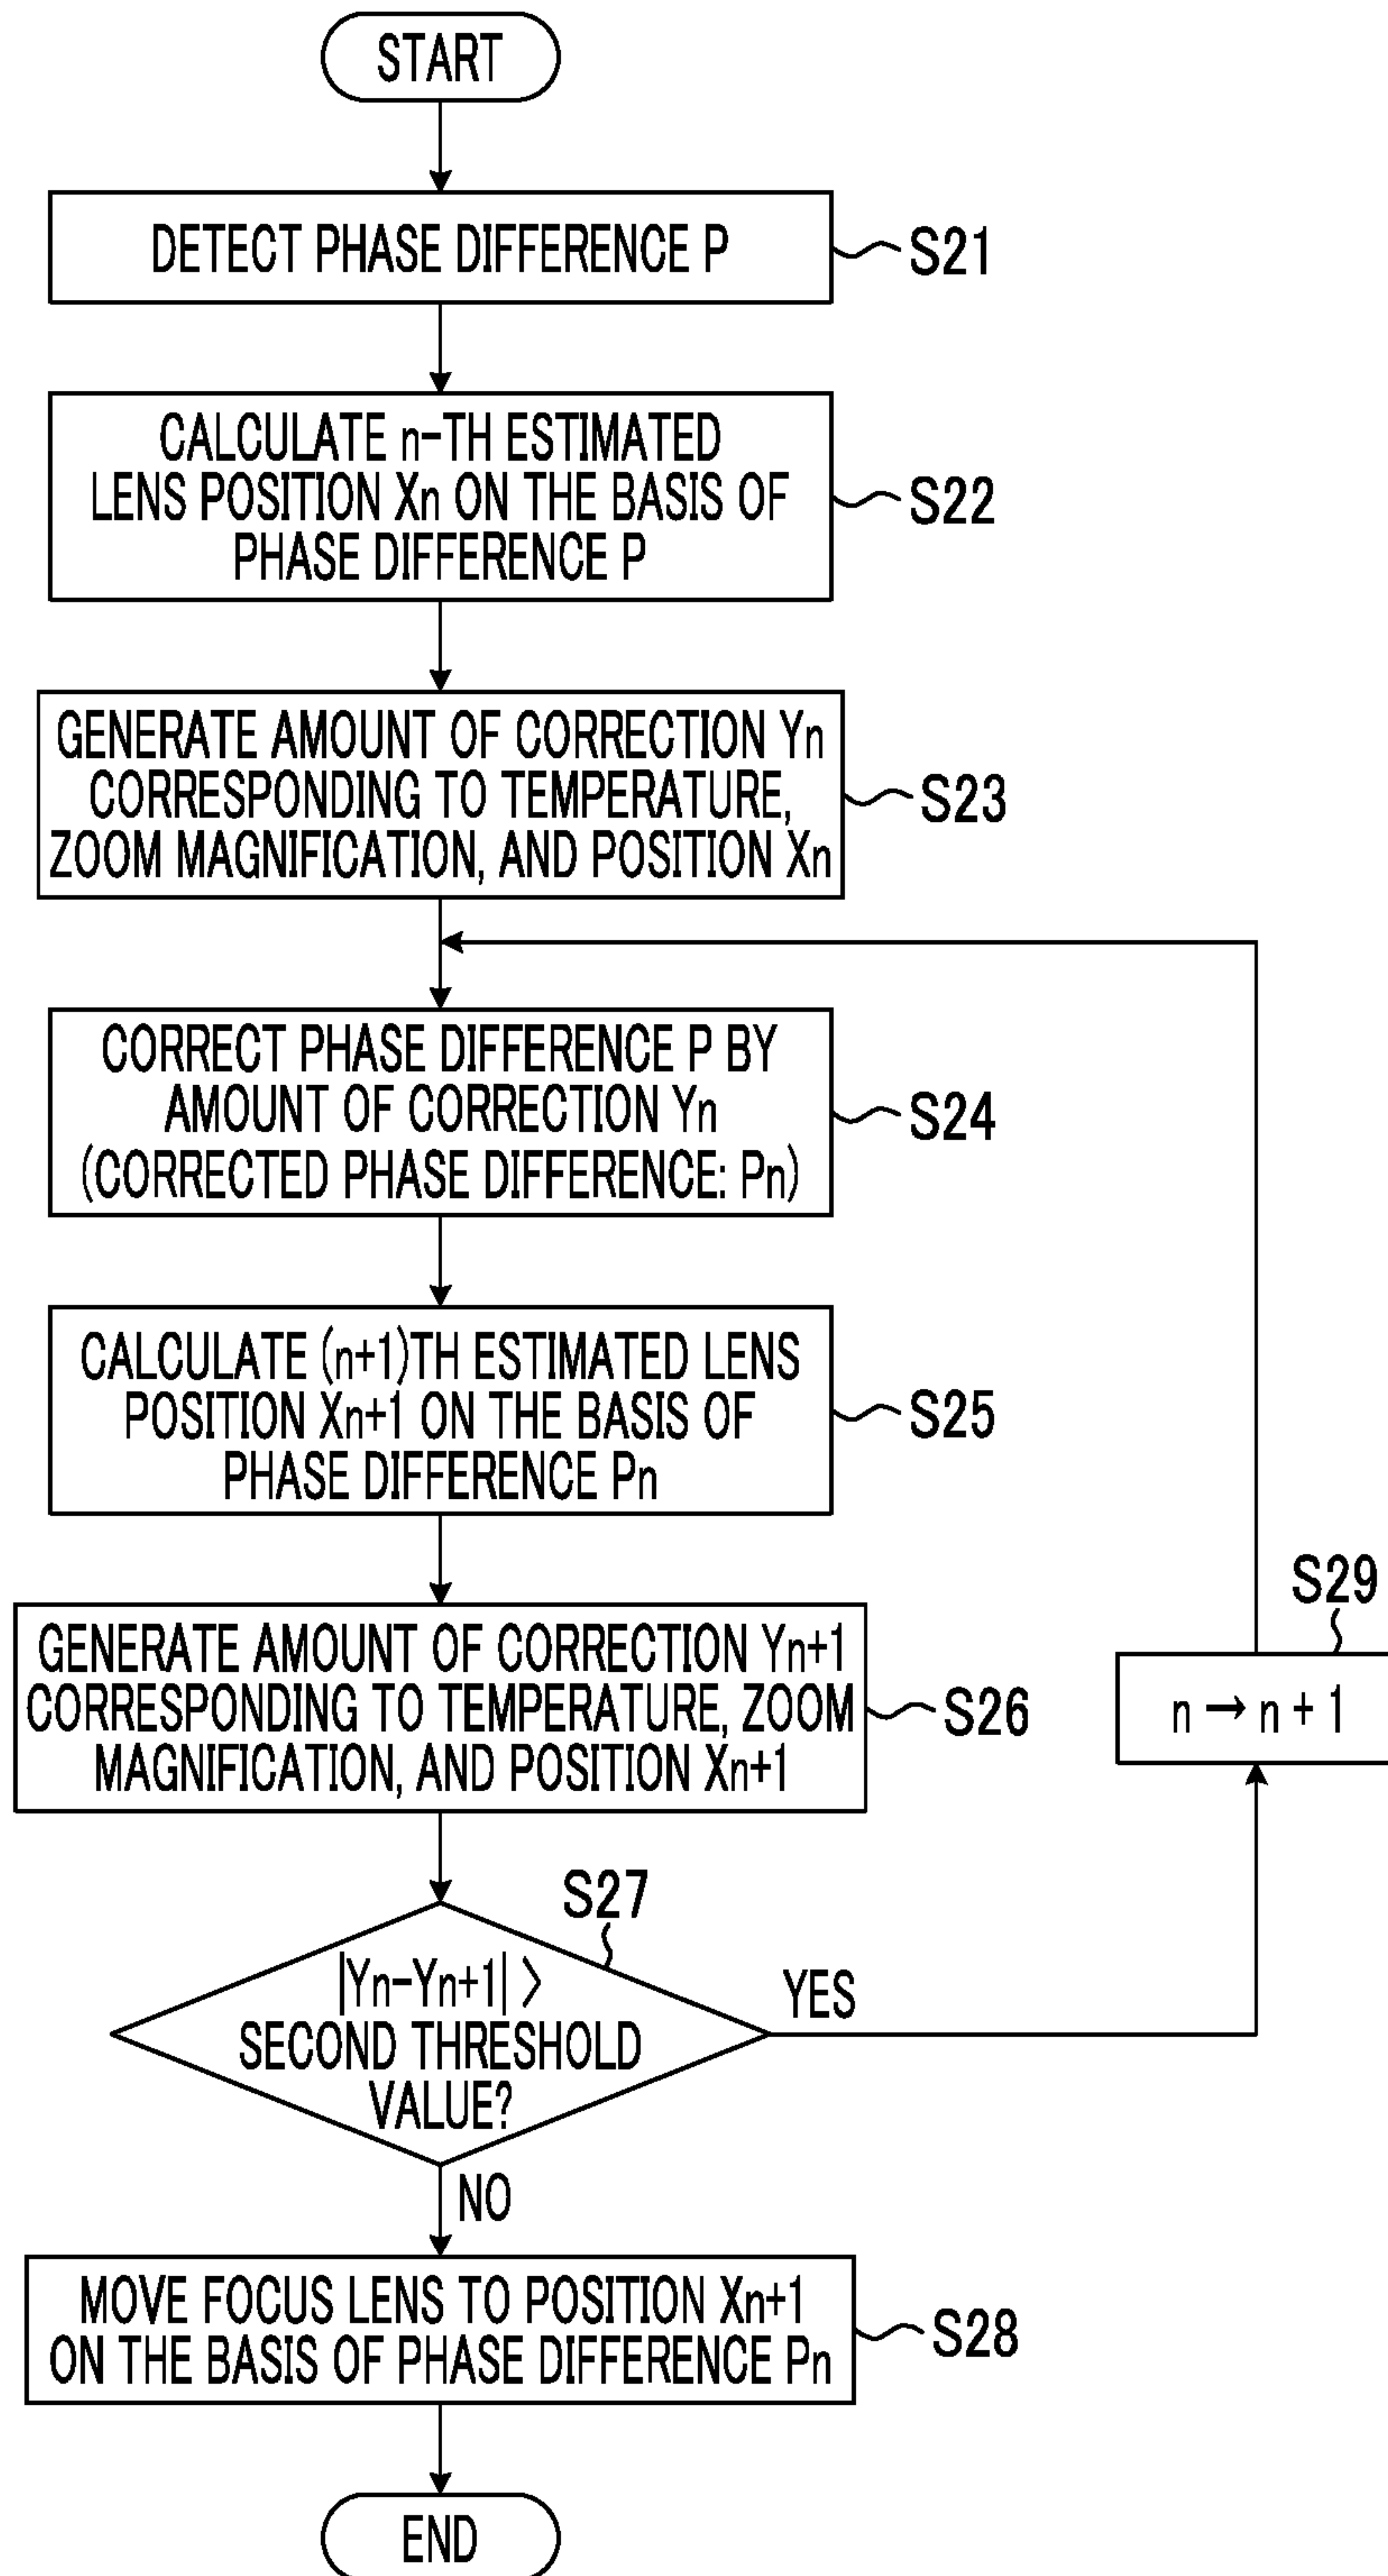 START
DETECT PHASE DIFFERENCE P
S21
CALCULATE n-TH ESTIMATED
LENS POSITION Xn ON THE BASIS OF
PHASE DIFFERENCE P
S22
GENERATE AMOUNT OF CORRECTION Yn
CORRESPONDING TO TEMPERATURE,
ZOOM MAGNIFICATION, AND POSITION Xn
S23
CORRECT PHASE DIFFERENCE P BY
AMOUNT OF CORRECTION Yn
(CORRECTED PHASE DIFFERENCE: Pn)
S24
CALCULATE (n+1)TH ESTIMATED LENS
POSITION Xn+1 ON THE BASIS OF
PHASE DIFFERENCE Pn
S25
GENERATE AMOUNT OF CORRECTION Yn+1
CORRESPONDING TO TEMPERATURE, ZOOM
MAGNIFICATION, AND POSITION Xn+1
S26
S29
n → n + 1
S27
|Yn-Yn+1| >
SECOND THRESHOLD
VALUE?
YES
NO
MOVE FOCUS LENS TO POSITION Xn+1
ON THE BASIS OF PHASE DIFFERENCE Pn
S28
END